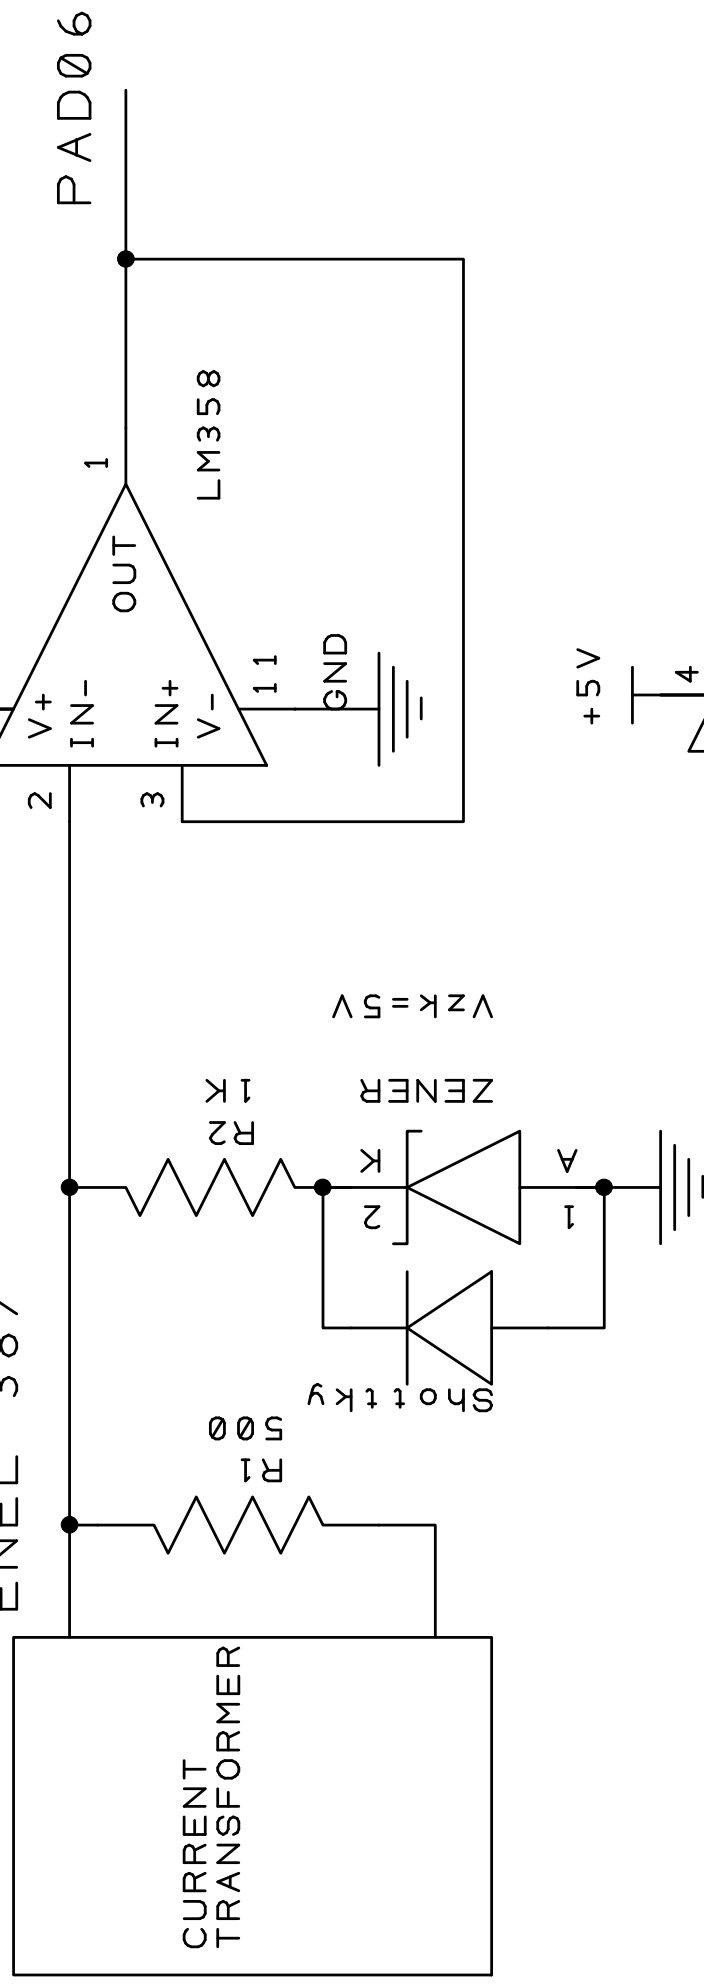 PAD06
1
LM358
OUT
V+
IN-
IN+
V-
11
GND
2
3
+5V
4
Vzk=5V
ZENER
1K
R2
K
2
A
1
Shottky
500
R1
CURRENT
TRANSFORMER